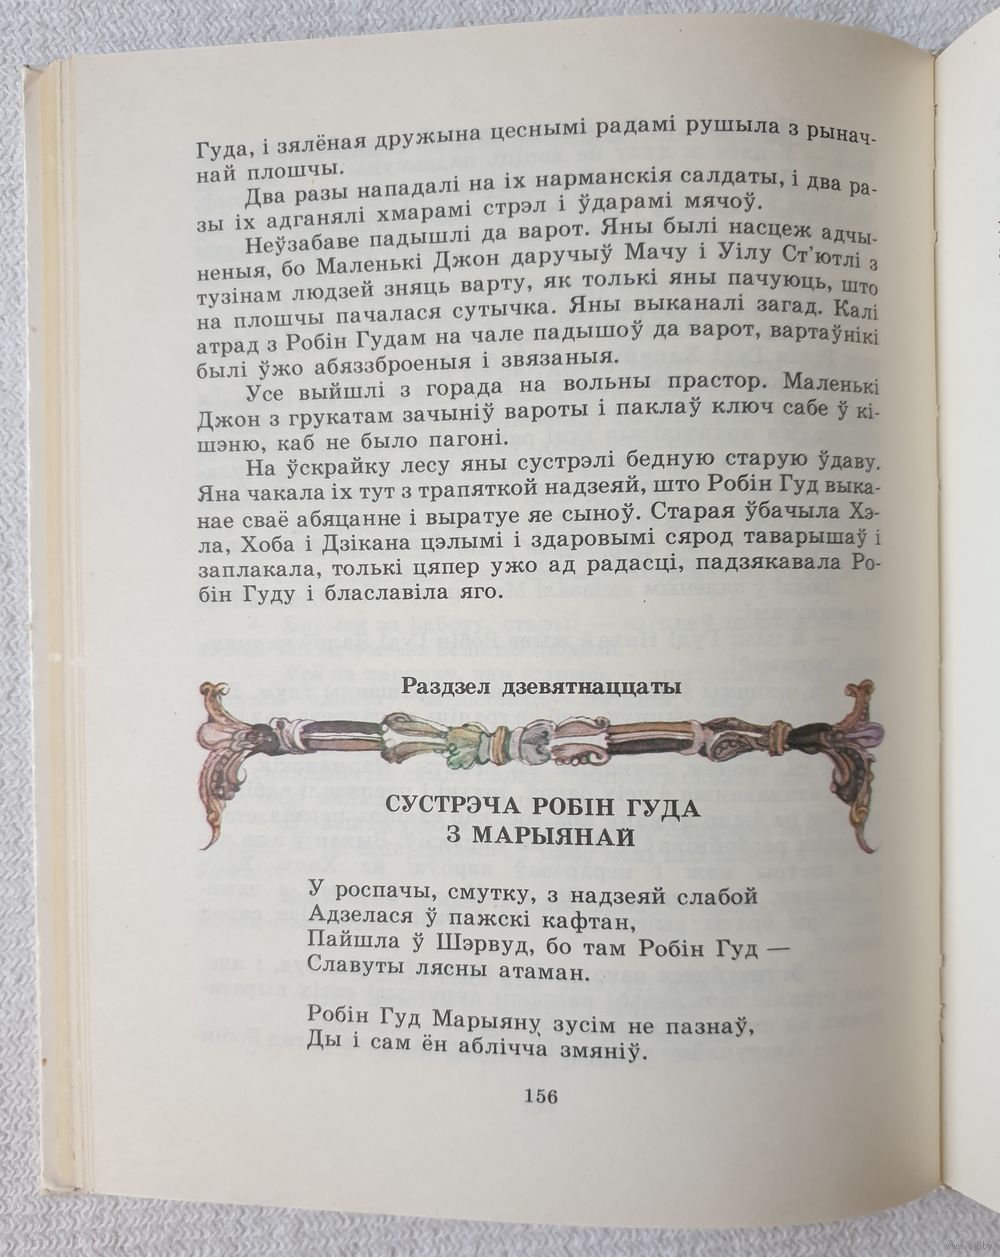 Гуда, і зялёная дружына цеснымі радамі рушыла з рынач-
най плошчы.
Два разы нападалі на іх нарманскія салдаты, і два ра-
зы іх адганялі хмарамі стрэл і ўдарамі мячоў.
Неўзабаве падышлі да варот. Яны былі насцеж адчы-
неныя, бо Маленькі Джон даручыў Мачу і Уілу Ст'ютлі з
тузінам людзей зняць варту, як толькі яны пачуюць, што
на плошчы пачалася сутычка. Яны выканалі загад. Калі
атрад з Робін Гудам на чале падышоў да варот, вартаўнікі
былі ўжо абяззброеныя і звязаныя.
Усе выйшлі з горада на вольны прастор. Маленькі
Джон з грукатам зачыніў вароты і паклаў ключ сабе ў кі-
шэню, каб не было пагоні.
На ўскрайку лесу яны сустрэлі бедную старую ўдаву.
Яна чакала іх тут з трапяткой надзеяй, што Робін Гуд выка-
нае сваё абяцанне і выратуе яе сыноў. Старая ўбачыла Хэ-
ла, Хоба і Дзікана цэлымі і здаровымі сярод таварышаў і
заплакала, толькі цяпер ужо ад радасці, падзякавала Ро-
бін Гуду і блаславіла яго.
Раздзел дзевятнаццаты
СУСТРЭЧА РОБІН ГУДА
З МАРЫЯНАЙ
У роспачы, смутку, з надзеяй слабой
Адзелася ў пажскі кафтан,
Пайшла ў Шэрвуд, бо там Робін Гуд —
Славуты лясны атаман.
Робін Гуд Марыяну зусім не пазнаў,
Ды і сам ён аблічча змяніў.
156
www.ay.by